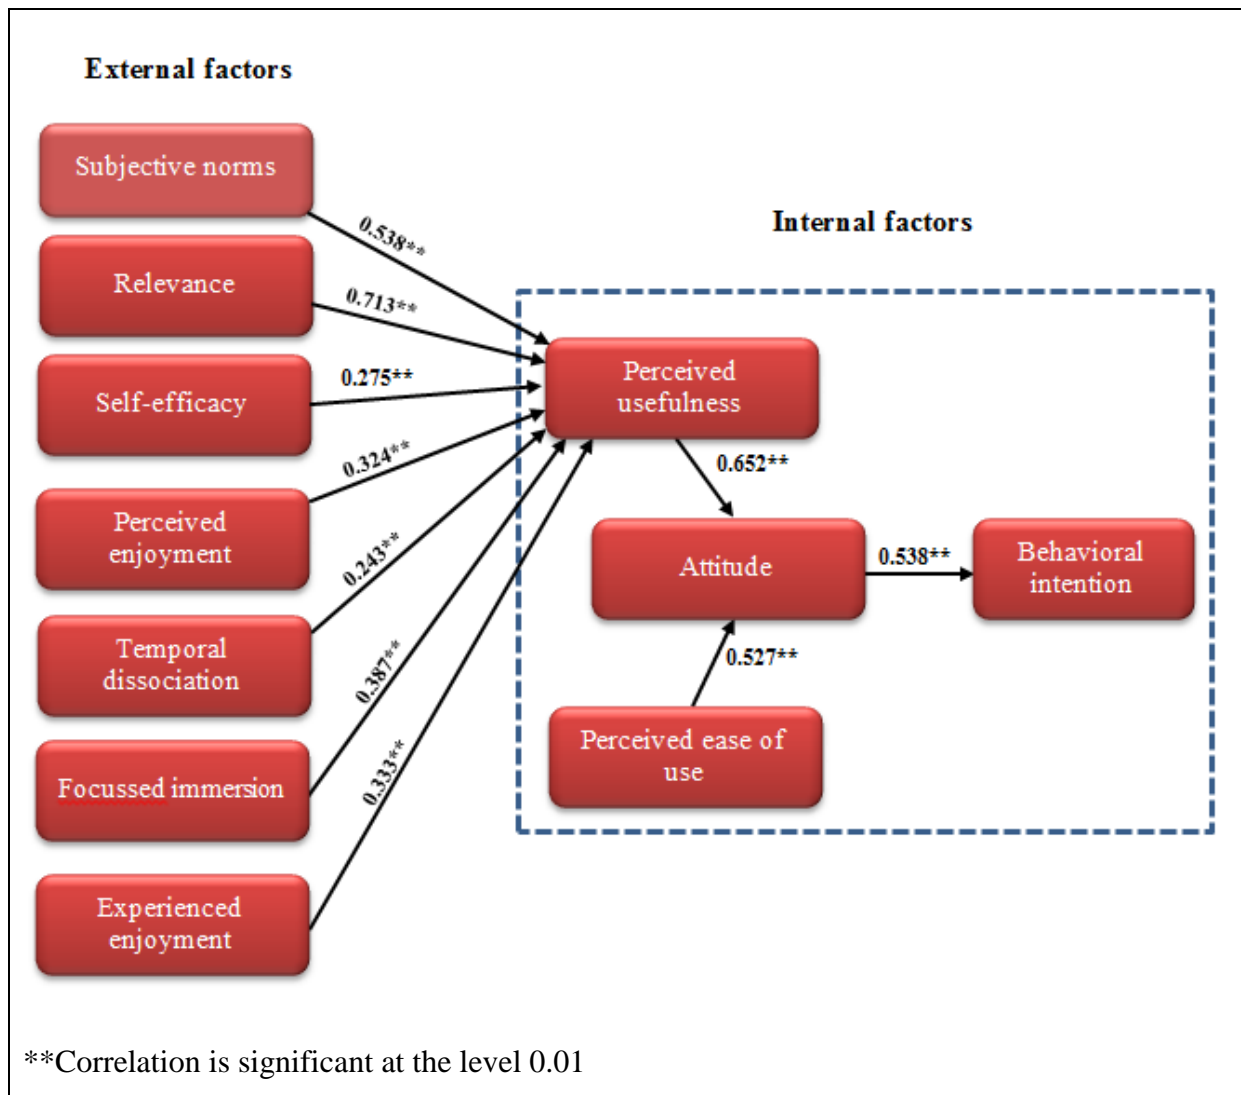 External factors
Subjective norms
Relevance
Self-efficacy
Perceived
enjoyment
Temporal
dissociation
Focussed immersion
Experienced
enjoyment
0.538**
0.713**
0.275**
0.324**
0.243**
0.387**
0.333**
Internal factors
Perceived
usefulness
0.652**
Attitude
0.538**
Behavioral
intention
0.527**
Perceived ease of
use
**Correlation is significant at the level 0.01